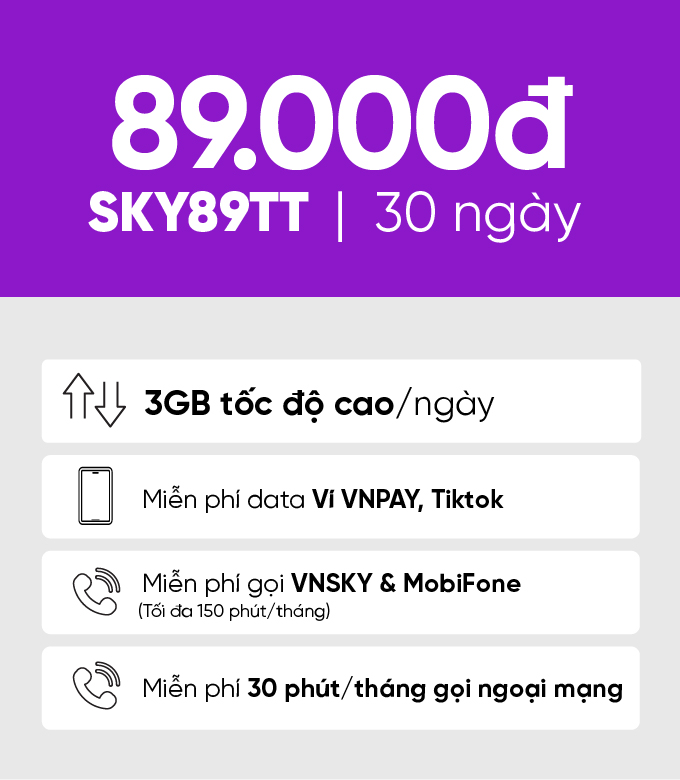 89.000đ
SKY89TT | 30 ngày
3GB tốc độ cao/ngày
Miễn phí data Ví VNPAY, Tiktok
Miễn phí gọi VNSKY & MobiFone
(Tối đa 150 phút/tháng)
Miễn phí 30 phút/tháng gọi ngoại mạng